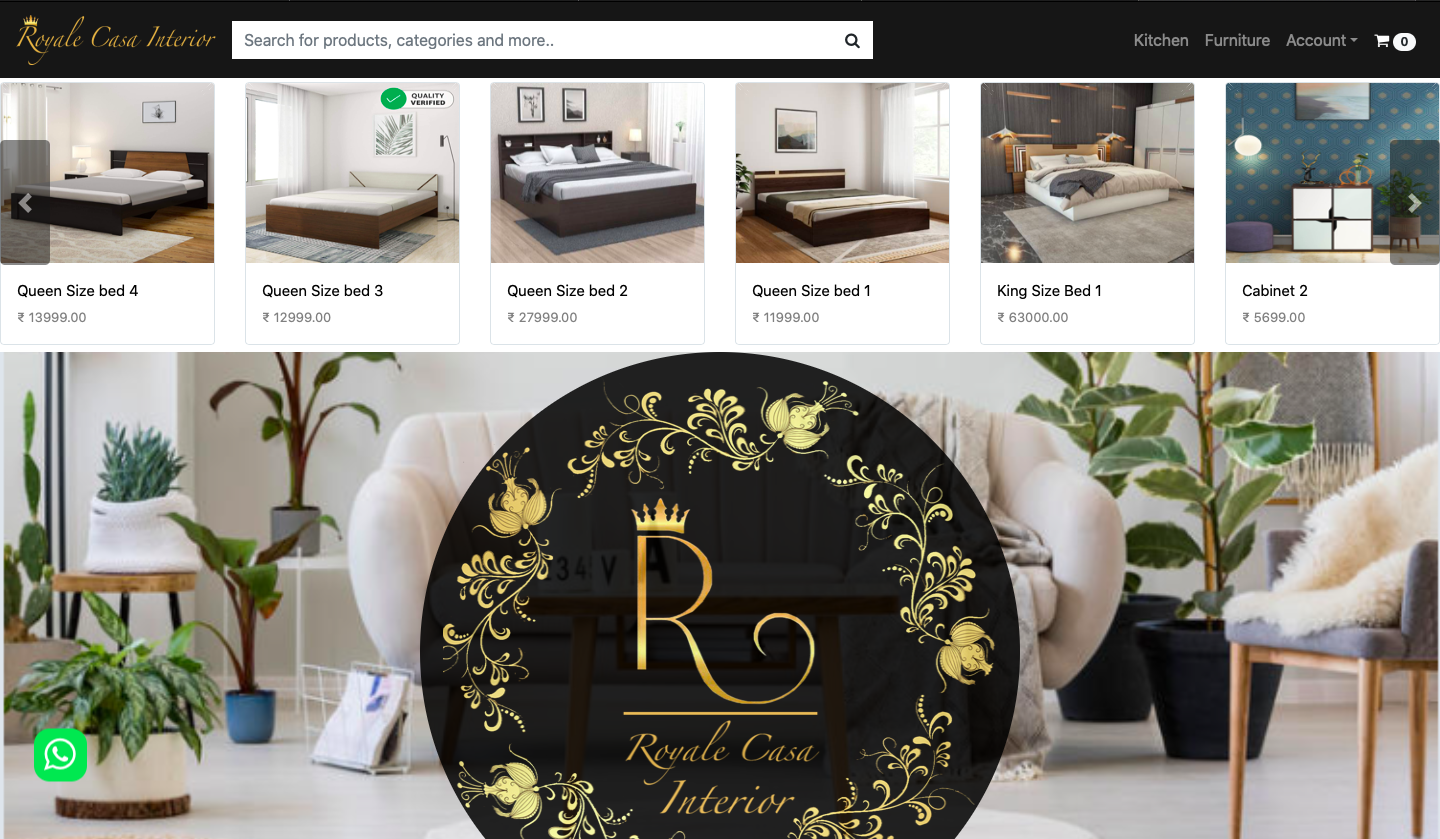 Royale Casa Interior
Search for products, categories and more..
Kitchen
Furniture
Account
0
QUALITY
VERIFIED
Queen Size bed 4
₹ 13999.00
Queen Size bed 3
₹ 12999.00
Queen Size bed 2
₹ 27999.00
Queen Size bed 1
₹ 11999.00
King Size Bed 1
₹ 63000.00
Cabinet 2
₹ 5699.00
R
Royale Casa
Interior